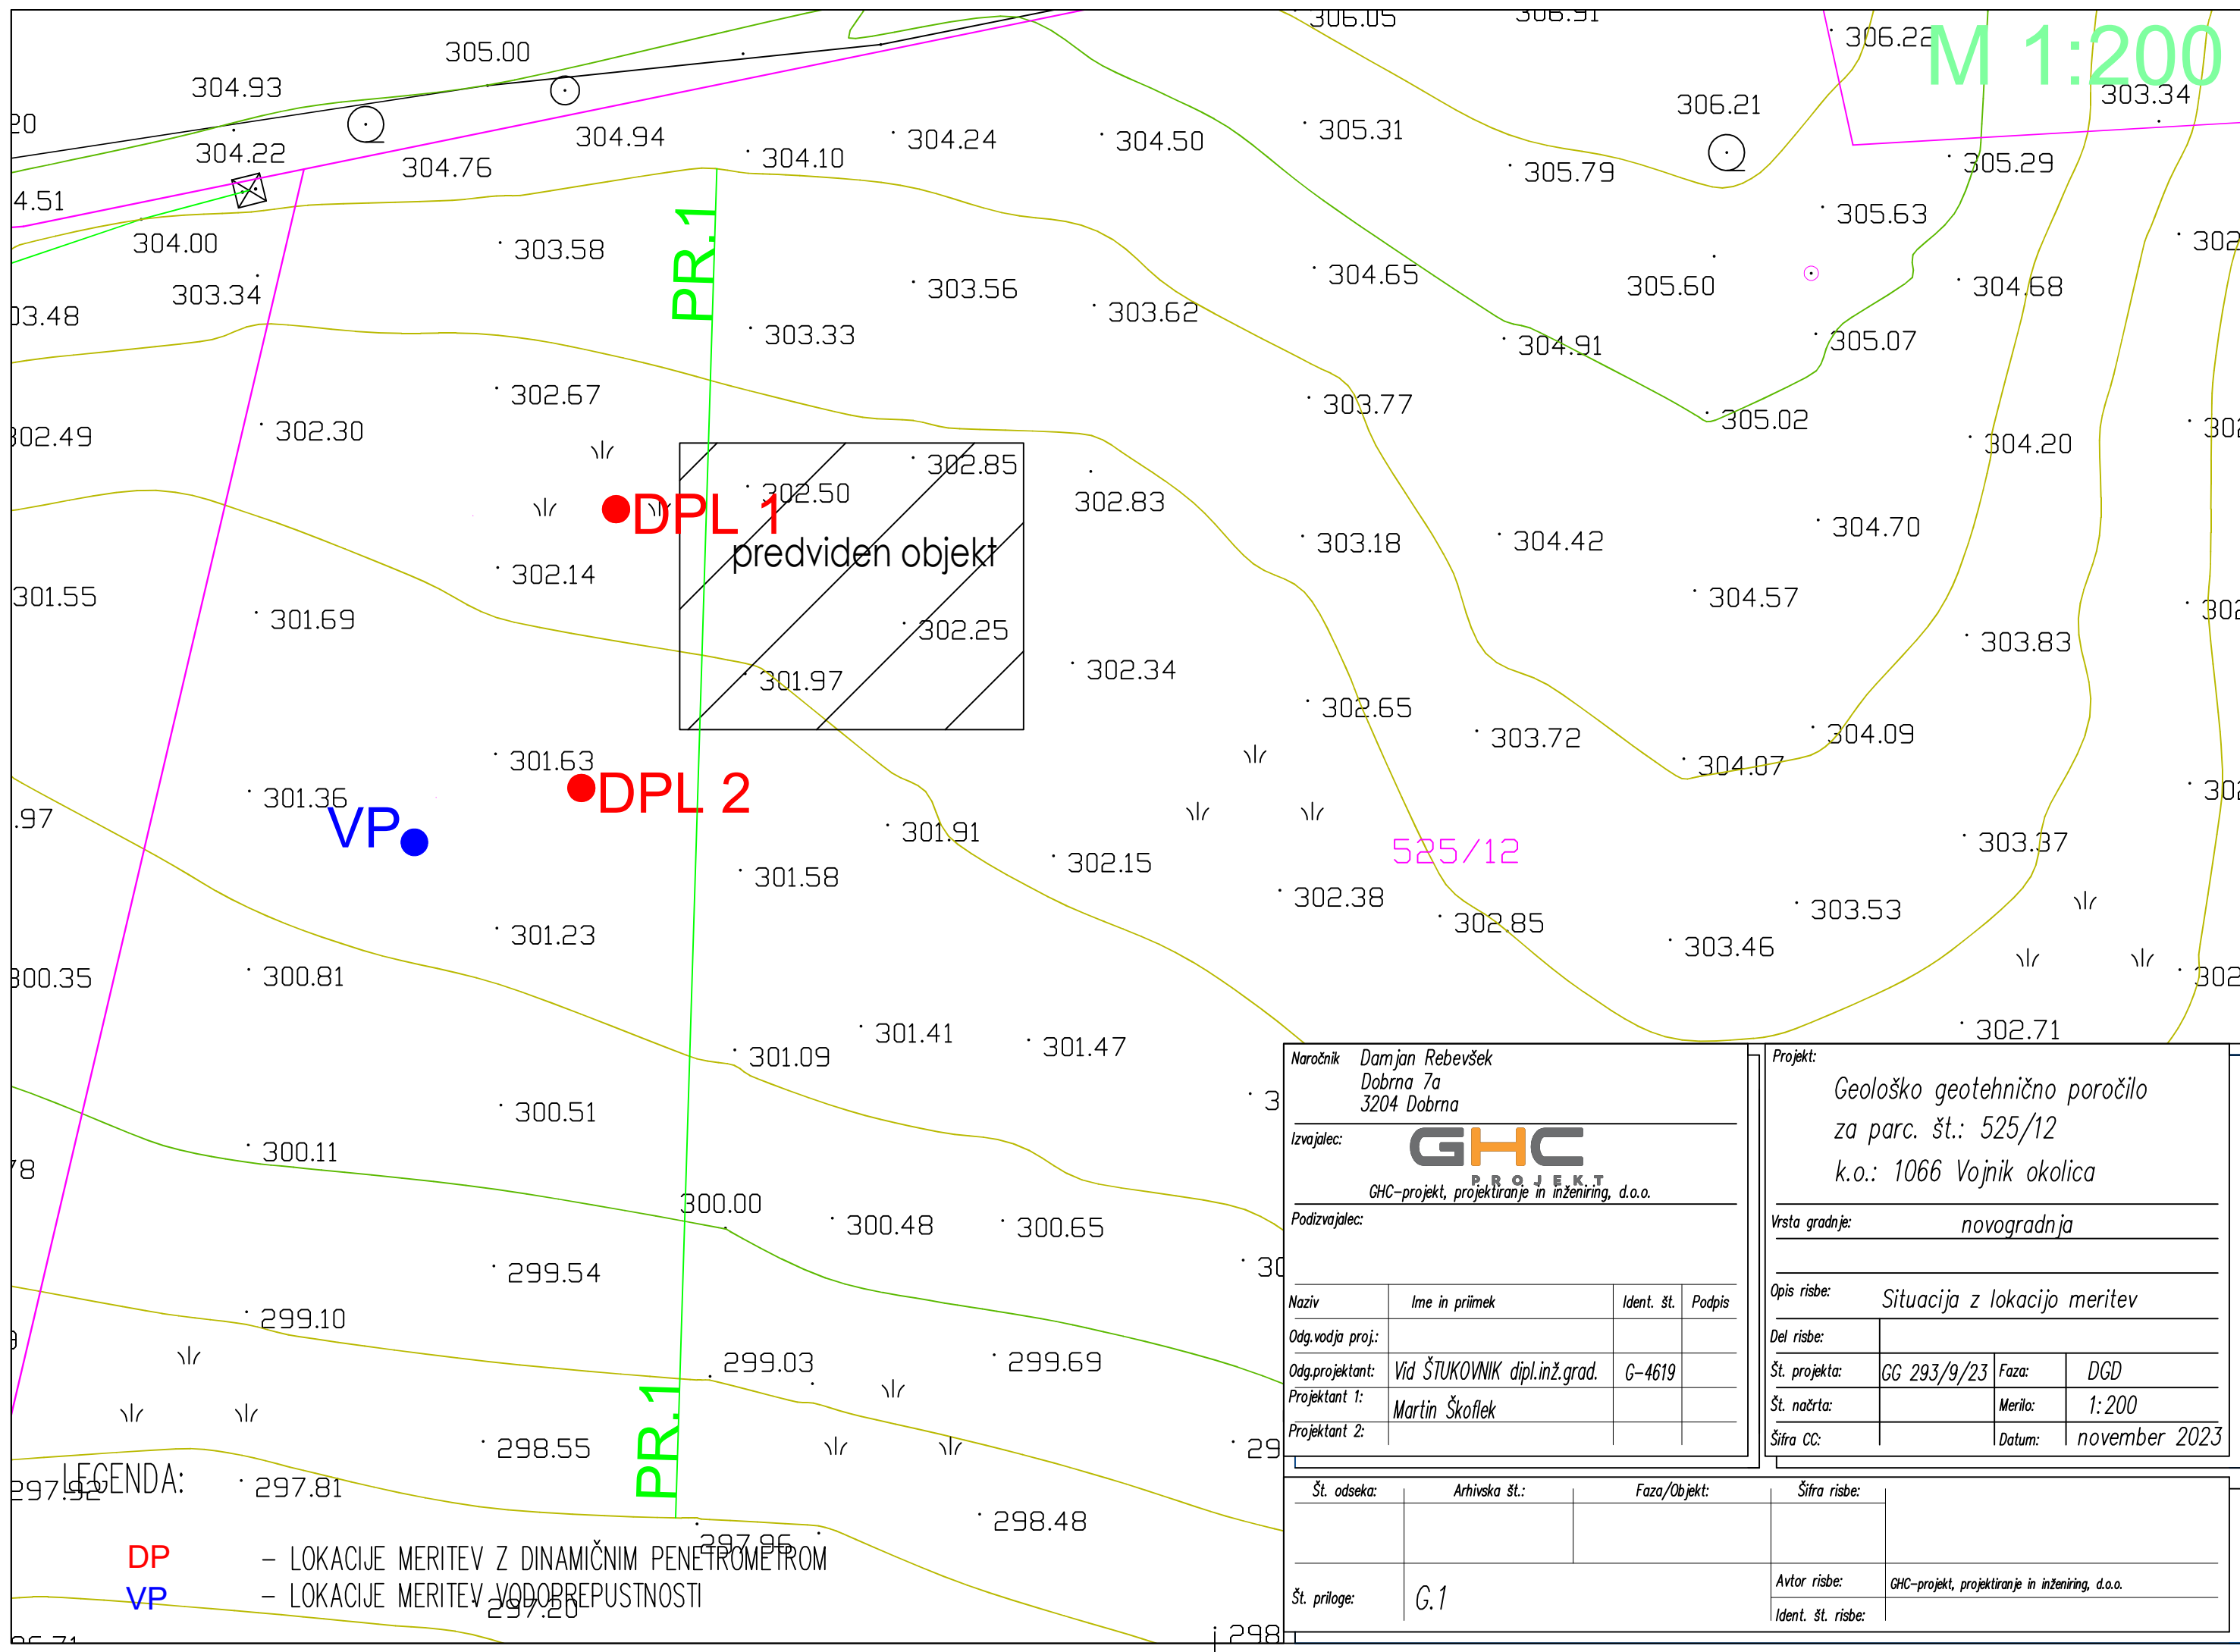 M 1:200
306.05
306.91
306.22
305.00
304.93
303.34
306.21
20
304.22
304.76
304.94
304.10
304.24
304.50
305.31
305.79
305.29
4.51
304.00
303.58
305.63
303.34
303.56
303.62
304.65
305.60
304.68
PR.1
303.33
304.91
305.07
302.67
303.77
305.02
302.49
302.30
302.85
302.50
302.83
304.20
DPL 1
predviden objekt
303.18
304.42
304.70
302.14
301.55
301.69
304.57
302.25
303.83
301.97
302.34
302.65
303.72
304.09
301.63
304.07
DPL 2
301.36
.97
VP
301.91
525/12
303.37
301.58
302.15
302.38
302.85
303.53
301.23
303.46
300.35
300.81
302.71
301.09
301.41
301.47
300.51
300.11
78
300.00
300.48
300.65
299.54
299.10
299.03
299.69
PR.1
298.55
297.92
297.81
297.96
298.48
297.20
298
LEGENDA:
DP – LOKACIJE MERITEV Z DINAMIČNIM PENETROMETROM
VP – LOKACIJE MERITEV VODOPREPUSTNOSTI
Naročnik Damjan Rebevšek
Dobrna 7a
3204 Dobrna
Izvajalec:
GHC
PROJEKT
GHC-projekt, projektiranje in inženiring, d.o.o.
Podizvajalec:
Naziv Ime in priimek Ident. št. Podpis
Odg.vodja proj.:
Odg.projektant: Vid ŠTUKOVNIK dipl.inž.grad. G-4619
Projektant 1: Martin Škoflek
Projektant 2:
Projekt:
Geološko geotehnično poročilo
za parc. št.: 525/12
k.o.: 1066 Vojnik okolica
Vrsta gradnje: novogradnja
Opis risbe: Situacija z lokacijo meritev
Del risbe:
Št. projekta: GG 293/9/23 Faza: DGD
Št. načrta: Merilo: 1:200
Šifra CC: Datum: november 2023
Št. odseka: Arhivska št.: Faza/Objekt: Šifra risbe:
Št. priloge: G.1
Avtor risbe: GHC-projekt, projektiranje in inženiring, d.o.o.
Ident. št. risbe: